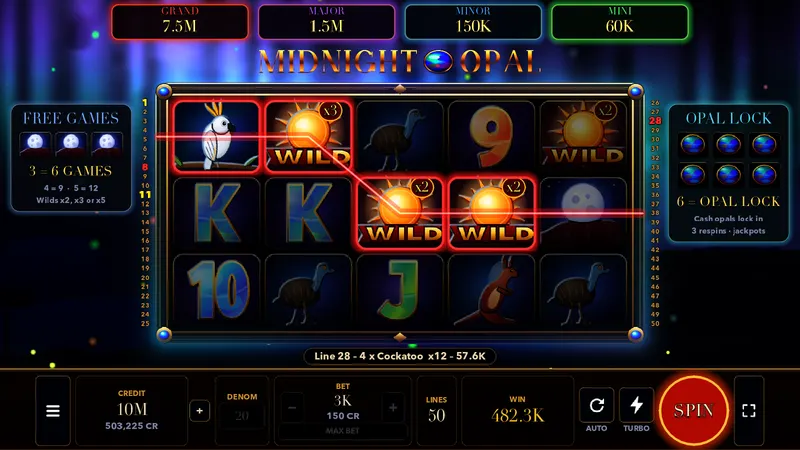 GRAND
7.5M
MAJOR
1.5M
MINOR
150K
MINI
60K
MIDNIGHT OPAL
FREE GAMES
3 = 6 GAMES
4 = 9 · 5 = 12
Wilds x2, x3 or x5
OPAL LOCK
6 = OPAL LOCK
Cash opals lock in
3 respins · jackpots
1
2
3
4
5
6
7
8
9
10
11
12
13
14
15
16
17
18
19
20
21
22
23
24
25
x3
WILD
9
x2
WILD
K
K
x2
WILD
x2
WILD
10
J
26
27
28
29
30
31
32
33
34
35
36
37
38
39
40
41
42
43
44
45
46
47
48
49
50
Line 28 - 4 x Cockatoo x12 - 57.6K
CREDIT
10M
503,225 CR
+
DENOM
20
BET
− 3K +
150 CR
MAX BET
LINES
50
WIN
482.3K
AUTO
TURBO
SPIN